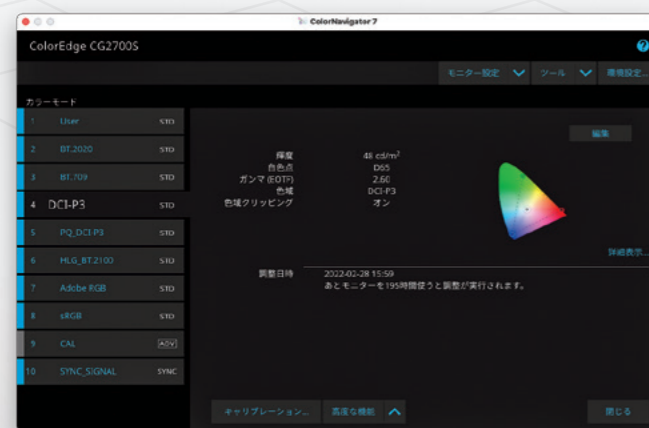 ColorNavigator 7
ColorEdge CG2700S
モニター設定 ツール 環境設定...
カラーモード
1 User STD
2 BT.2020 STD
3 BT.709 STD
4 DCI-P3 STD
5 PQ_DCI-P3 STD
6 HLG_BT.2100 STD
7 Adobe RGB STD
8 sRGB STD
9 CAL ADV
10 SYNC_SIGNAL SYNC
編集
輝度 48 cd/m²
白色点 D65
ガンマ (EOTF) 2.60
色域 DCI-P3
色域クリッピング オン
詳細表示...
調整日時 2022-02-28 15:59
あとモニターを195時間使うと調整が実行されます。
キャリブレーション... 高度な機能 閉じる